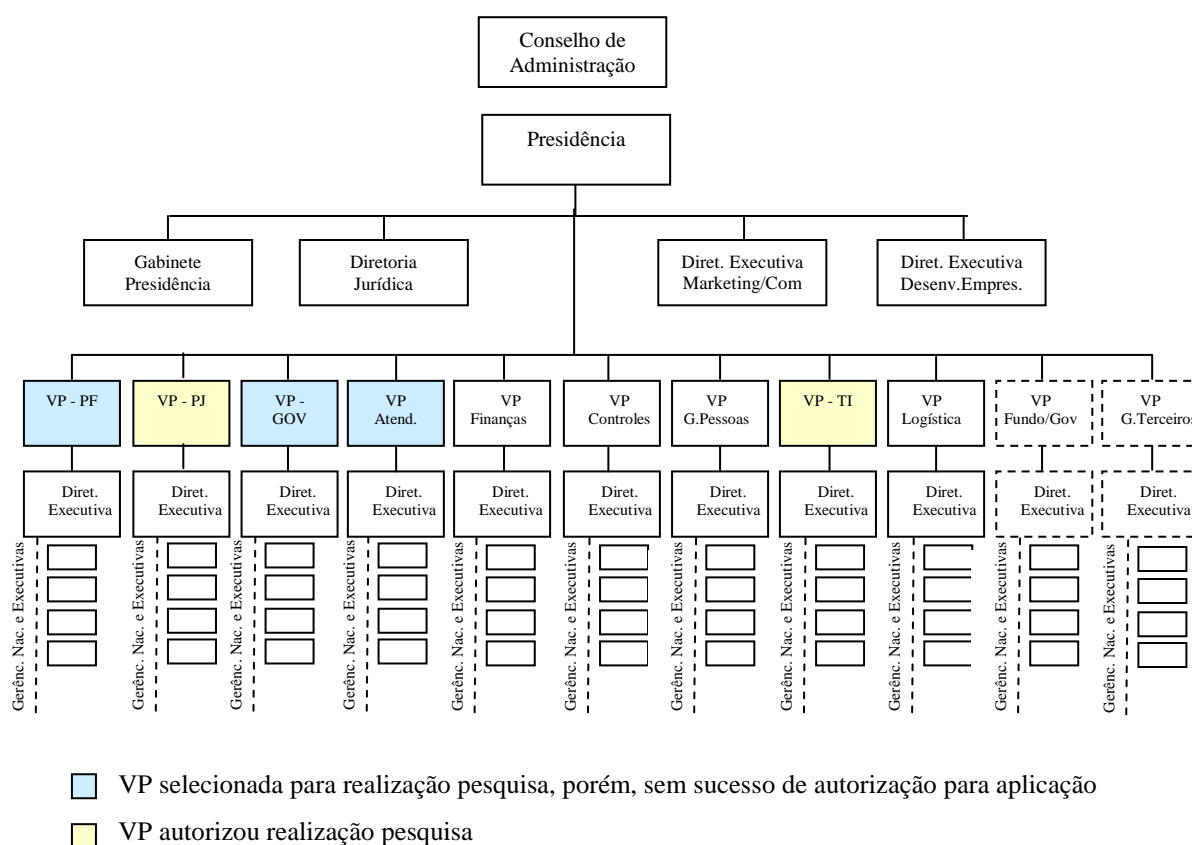 Conselho de
Administração
Presidência
Gabinete
Presidência
Diretoria
Jurídica
Diret. Executiva
Marketing/Com
Diret. Executiva
Desenv.Empres.
VP - PF
VP - PJ
VP -
GOV
VP
Atend.
VP
Finanças
VP
Controles
VP
G.Pessoas
VP - TI
VP
Logística
VP
Fundo/Gov
VP
G.Terceiros
Diret.
Executiva
Diret.
Executiva
Diret.
Executiva
Diret.
Executiva
Diret.
Executiva
Diret.
Executiva
Diret.
Executiva
Diret.
Executiva
Diret.
Executiva
Diret.
Executiva
Diret.
Executiva
Gerênc. Nac. e Executivas
Gerênc. Nac. e Executivas
Gerênc. Nac. e Executivas
Gerênc. Nac. e Executivas
Gerênc. Nac. e Executivas
Gerênc. Nac. e Executivas
Gerênc. Nac. e Executivas
Gerênc. Nac. e Executivas
Gerênc. Nac. e Executivas
Gerênc. Nac. e Executivas
Gerênc. Nac. e Executivas
VP selecionada para realização pesquisa, porém, sem sucesso de autorização para aplicação
VP autorizou realização pesquisa